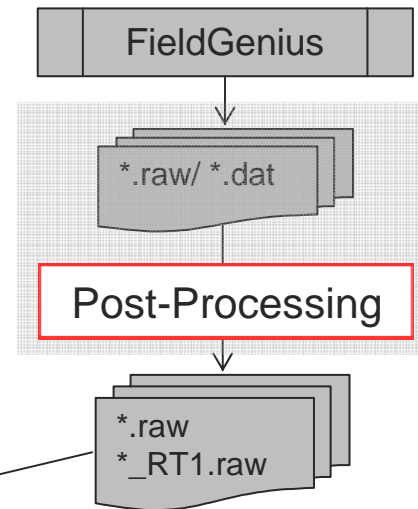 FieldGenius
*.raw/ *.dat
Post-Processing
*.raw
*_RT1.raw